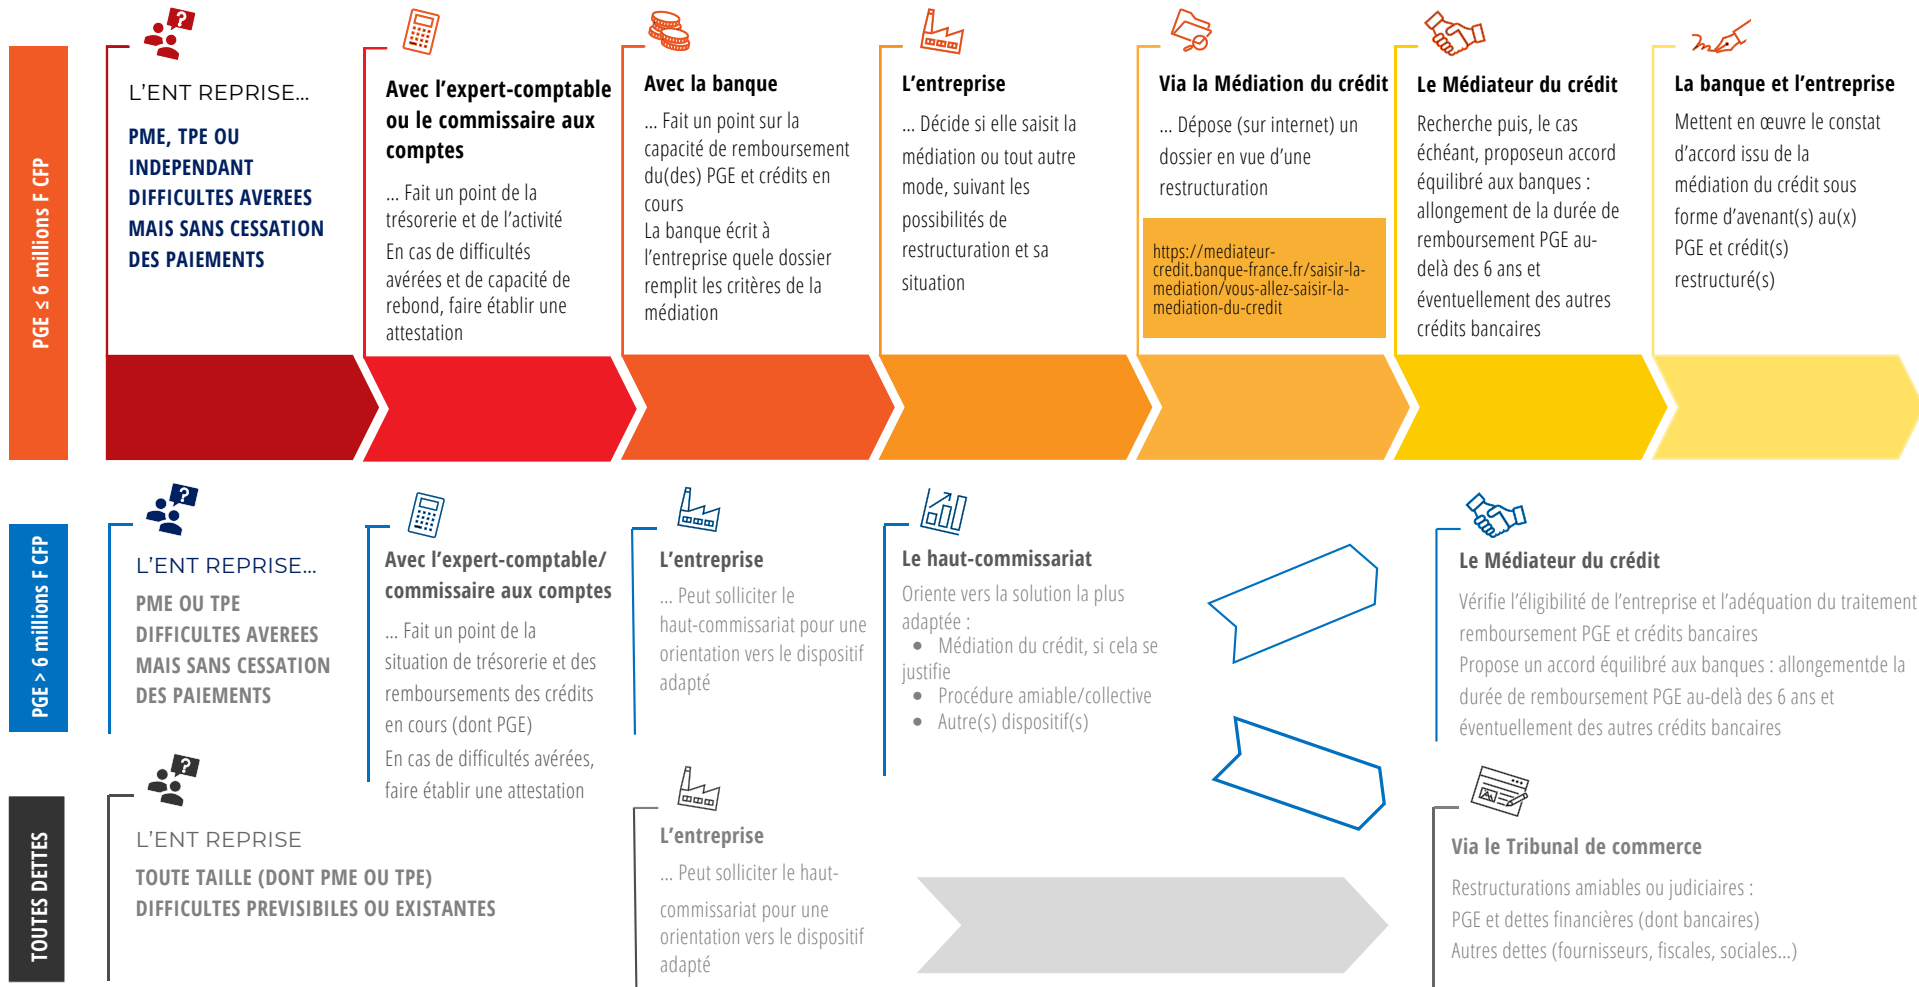 PGE ≤ 6 millions F CFP
L'ENT REPRISE...
PME, TPE OU
INDEPENDANT
DIFFICULTES AVEREES
MAIS SANS CESSATION
DES PAIEMENTS
Avec l'expert-comptable
ou le commissaire aux
comptes
... Fait un point de la
trésorerie et de l'activité
En cas de difficultés
avérées et de capacité de
rebond, faire établir une
attestation
Avec la banque
... Fait un point sur la
capacité de remboursement
du(des) PGE et crédits en
cours
La banque écrit à
l'entreprise quele dossier
remplit les critères de la
médiation
L'entreprise
... Décide si elle saisit la
médiation ou tout autre
mode, suivant les
possibilités de
restructuration et sa
situation
Via la Médiation du crédit
... Dépose (sur internet) un
dossier en vue d'une
restructuration
https://mediateur-
credit.banque-france.fr/saisir-la-
mediation/vous-allez-saisir-la-
mediation-du-credit
Le Médiateur du crédit
Recherche puis, le cas
échéant, proposeun accord
équilibré aux banques :
allongement de la durée de
remboursement PGE au-
delà des 6 ans et
éventuellement des autres
crédits bancaires
La banque et l'entreprise
Mettent en œuvre le constat
d'accord issu de la
médiation du crédit sous
forme d'avenant(s) au(x)
PGE et crédit(s)
restructuré(s)
PGE > 6 millions F CFP
L'ENT REPRISE...
PME OU TPE
DIFFICULTES AVEREES
MAIS SANS CESSATION
DES PAIEMENTS
Avec l'expert-comptable/
commissaire aux comptes
... Fait un point de la
situation de trésorerie et des
remboursements des crédits
en cours (dont PGE)
En cas de difficultés avérées,
faire établir une attestation
L'entreprise
... Peut solliciter le
haut-commissariat pour une
orientation vers le dispositif
adapté
Le haut-commissariat
Oriente vers la solution la plus
adaptée :
• Médiation du crédit, si cela se
justifie
• Procédure amiable/collective
• Autre(s) dispositif(s)
Le Médiateur du crédit
Vérifie l'éligibilité de l'entreprise et l'adéquation du traitement
remboursement PGE et crédits bancaires
Propose un accord équilibré aux banques : allongementde la
durée de remboursement PGE au-delà des 6 ans et
éventuellement des autres crédits bancaires
TOUTES DETTES
L'ENT REPRISE
TOUTE TAILLE (DONT PME OU TPE)
DIFFICULTES PREVISIBILES OU EXISTANTES
L'entreprise
... Peut solliciter le haut-
commissariat pour une
orientation vers le dispositif
adapté
Via le Tribunal de commerce
Restructurations amiables ou judiciaires :
PGE et dettes financières (dont bancaires)
Autres dettes (fournisseurs, fiscales, sociales...)